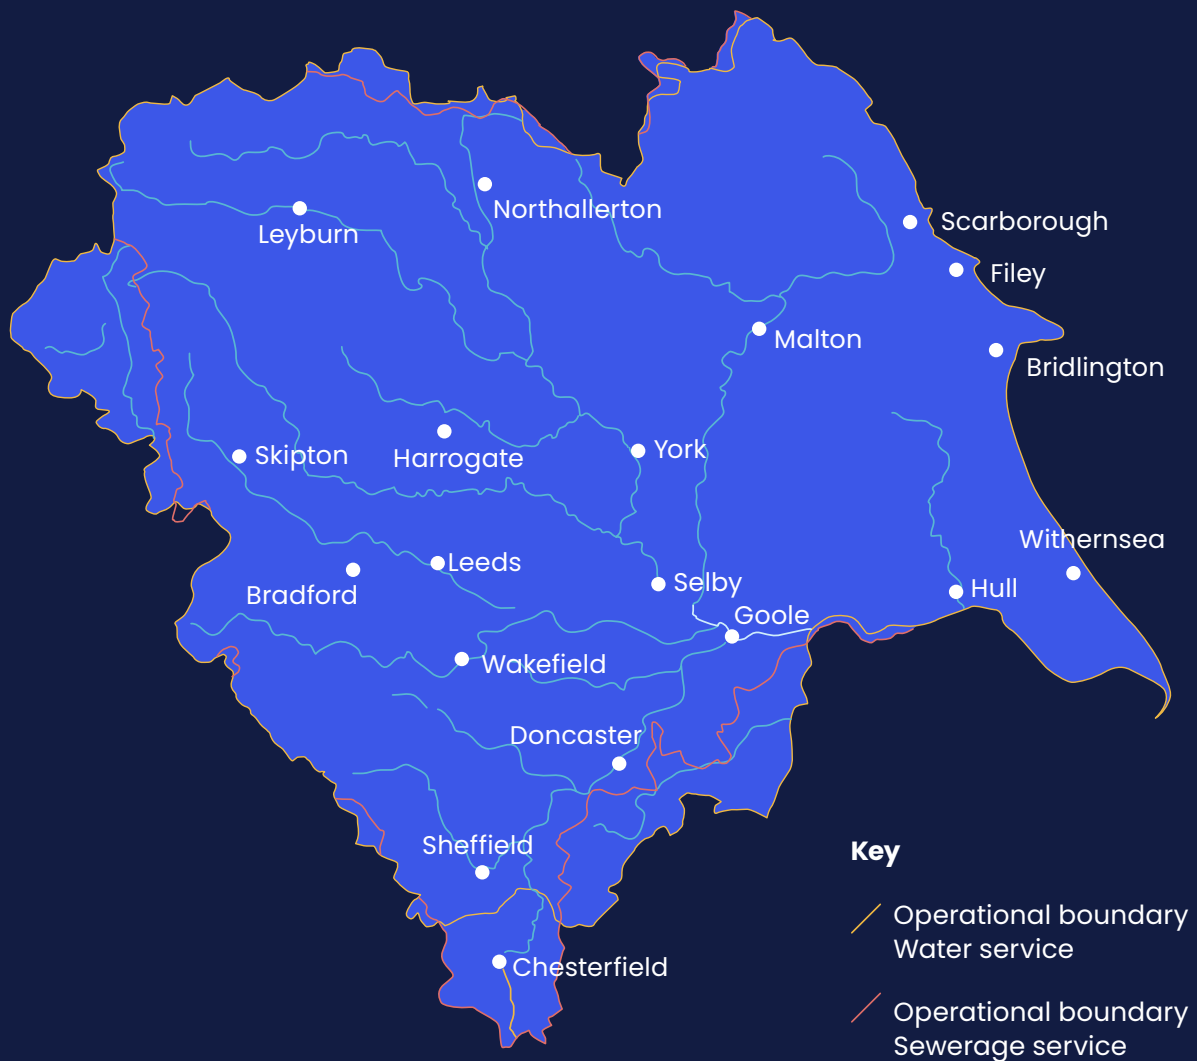 Northallerton
Scarborough
Leyburn
Filey
Malton
Bridlington
York
Skipton
Harrogate
Withernsea
Leeds
Selby
Hull
Bradford
Goole
Wakefield
Doncaster
Sheffield
Key
Operational boundary
Water service
Chesterfield
Operational boundary
Sewerage service